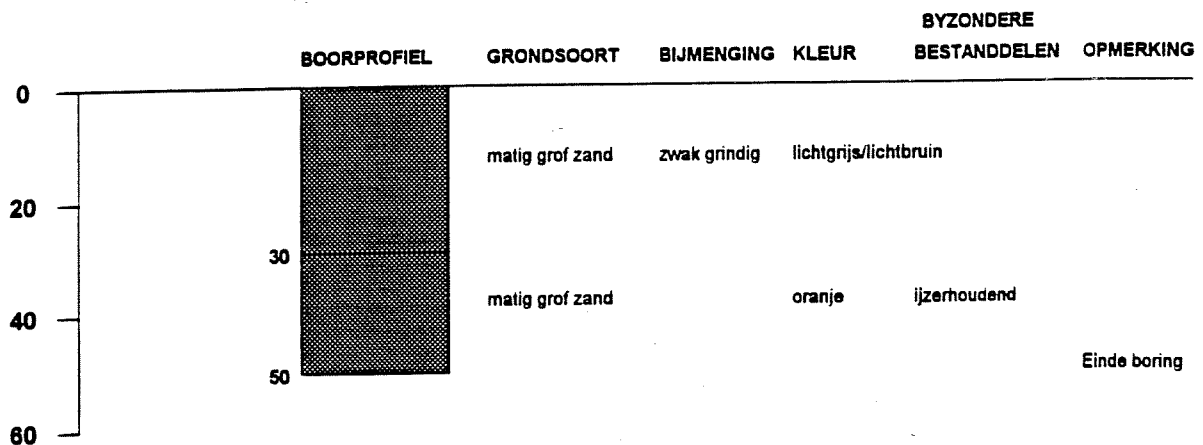 BYZONDERE
BOORPROFIEL GRONDSOORT BIJMENGING KLEUR BESTANDDELEN OPMERKING
0
matig grof zand zwak grindig lichtgrijs/lichtbruin
20
30
matig grof zand oranje ijzerhoudend
40
Einde boring
50
60